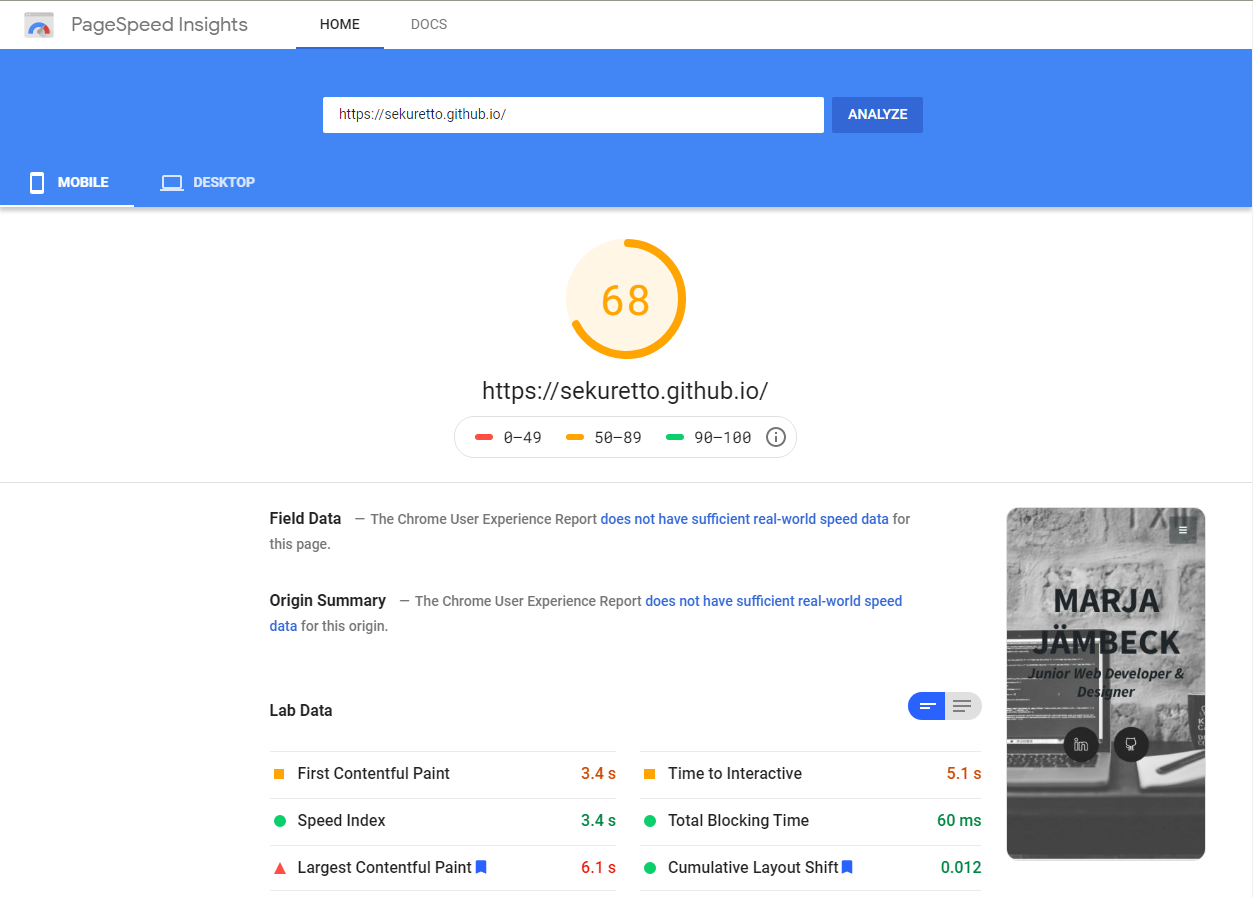 PageSpeed Insights
HOME
DOCS
https://sekuretto.github.io/
ANALYZE
MOBILE
DESKTOP
68
https://sekuretto.github.io/
0–49
50–89
90–100
Field Data — The Chrome User Experience Report does not have sufficient real-world speed data for
this page.
Origin Summary — The Chrome User Experience Report does not have sufficient real-world speed
data for this origin.
Lab Data
First Contentful Paint 3.4 s
Time to Interactive 5.1 s
Speed Index 3.4 s
Total Blocking Time 60 ms
Largest Contentful Paint 6.1 s
Cumulative Layout Shift 0.012
MARJA
JÄMBECK
Junior Web Developer &
Designer
in